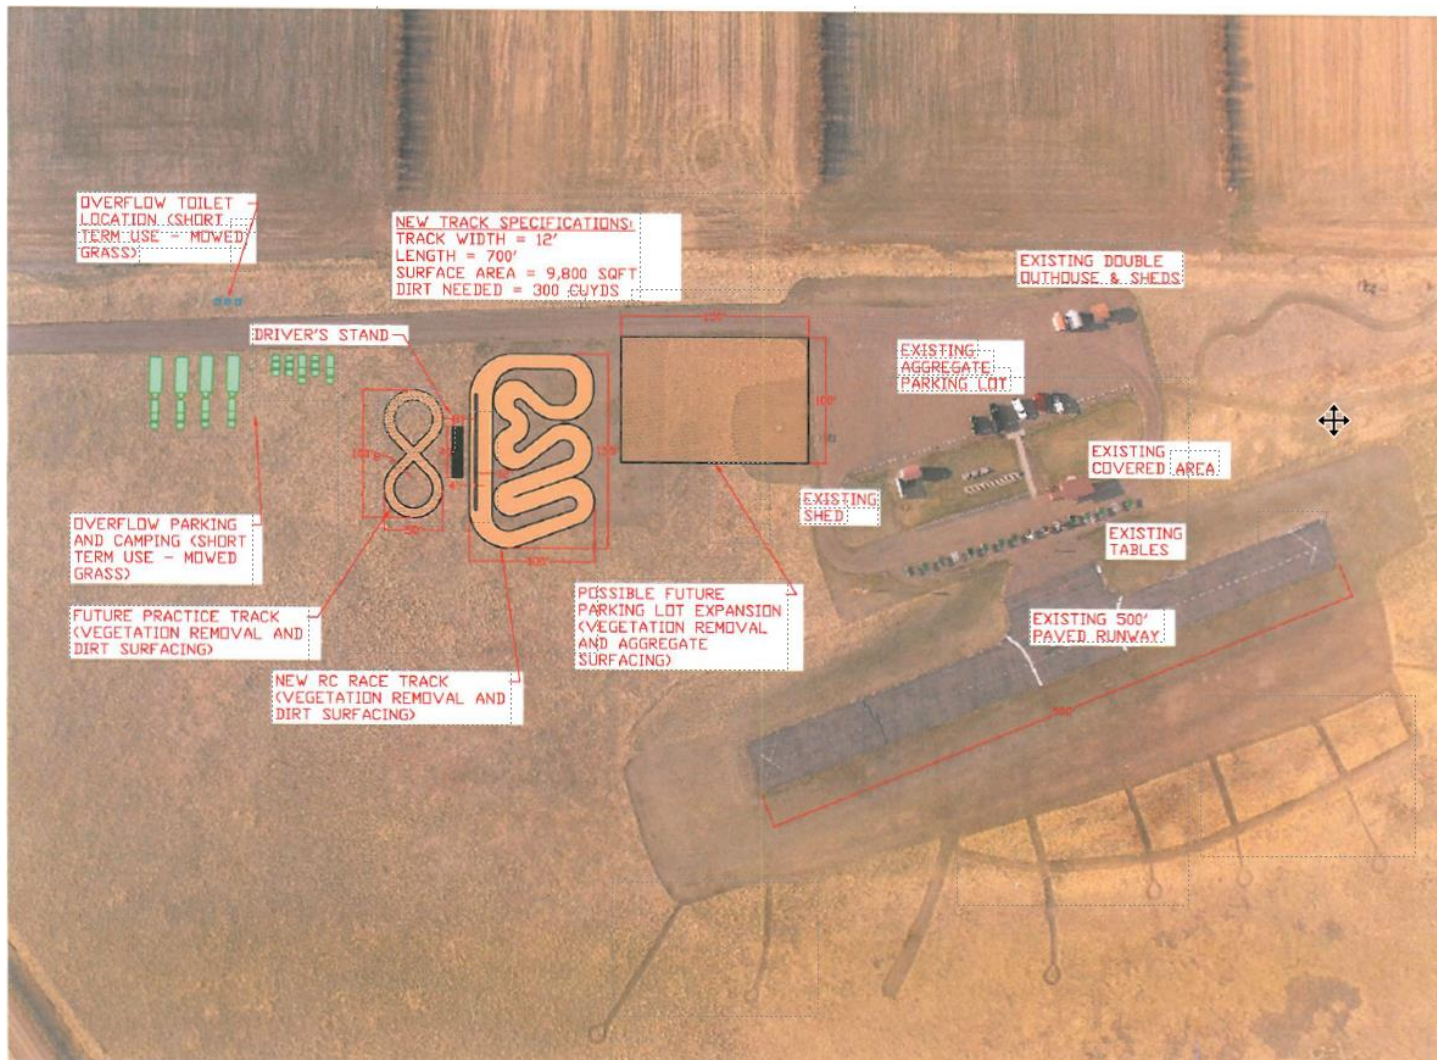 OVERFLOW TOILET
LOCATION (SHORT
TERM USE - MOWED
GRASS)
NEW TRACK SPECIFICATIONS:
TRACK WIDTH = 12'
LENGTH = 700'
SURFACE AREA = 9,800 SQFT
DIRT NEEDED = 300 CUYDS
EXISTING DOUBLE
OUTHOUSE & SHEDS
DRIVER'S STAND
EXISTING
AGGREGATE
PARKING LOT
100'
EXISTING
COVERED AREA
EXISTING
SHED
EXISTING
TABLES
OVERFLOW PARKING
AND CAMPING (SHORT
TERM USE - MOWED
GRASS)
POSSIBLE FUTURE
PARKING LOT EXPANSION
(VEGETATION REMOVAL
AND AGGREGATE
SURFACING)
FUTURE PRACTICE TRACK
(VEGETATION REMOVAL AND
DIRT SURFACING)
EXISTING 500'
PAVED RUNWAY
NEW RC RACE TRACK
(VEGETATION REMOVAL AND
DIRT SURFACING)
500'